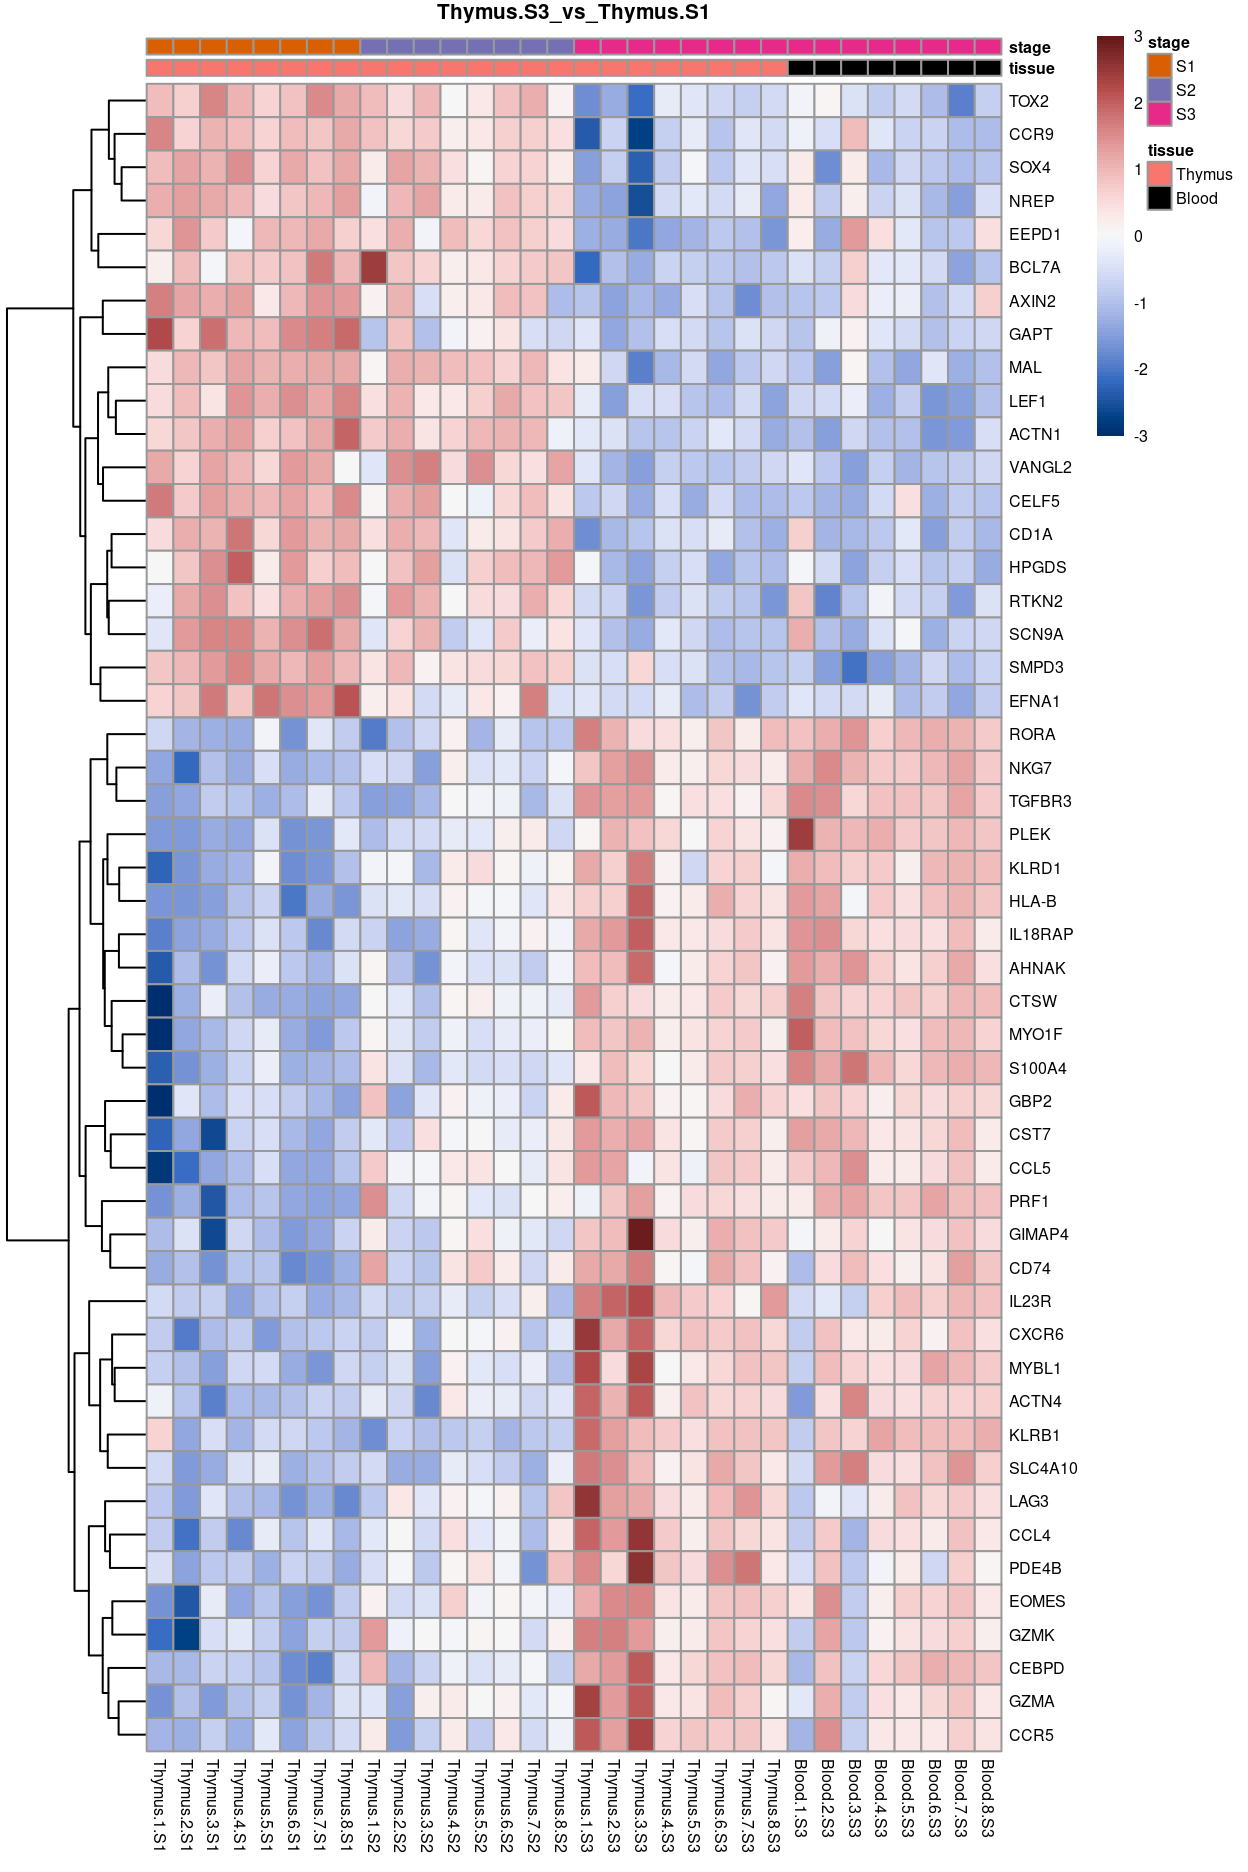 Thymus.S3_vs_Thymus.S1
stage
tissue
TOX2
CCR9
SOX4
NREP
EEPD1
BCL7A
AXIN2
GAPT
MAL
LEF1
ACTN1
VANGL2
CELF5
CD1A
HPGDS
RTKN2
SCN9A
SMPD3
EFNA1
RORA
NKG7
TGFBR3
PLEK
KLRD1
HLA-B
IL18RAP
AHNAK
CTSW
MYO1F
S100A4
GBP2
CST7
CCL5
PRF1
GIMAP4
CD74
IL23R
CXCR6
MYBL1
ACTN4
KLRB1
SLC4A10
LAG3
CCL4
PDE4B
EOMES
GZMK
CEBPD
GZMA
CCR5
Thymus.1.S1
Thymus.2.S1
Thymus.3.S1
Thymus.4.S1
Thymus.5.S1
Thymus.6.S1
Thymus.7.S1
Thymus.8.S1
Thymus.1.S2
Thymus.2.S2
Thymus.3.S2
Thymus.4.S2
Thymus.5.S2
Thymus.6.S2
Thymus.7.S2
Thymus.8.S2
Thymus.1.S3
Thymus.2.S3
Thymus.3.S3
Thymus.4.S3
Thymus.5.S3
Thymus.6.S3
Thymus.7.S3
Thymus.8.S3
Blood.1.S3
Blood.2.S3
Blood.3.S3
Blood.4.S3
Blood.5.S3
Blood.6.S3
Blood.7.S3
Blood.8.S3
3
2
1
0
-1
-2
-3
stage
S1
S2
S3
tissue
Thymus
Blood